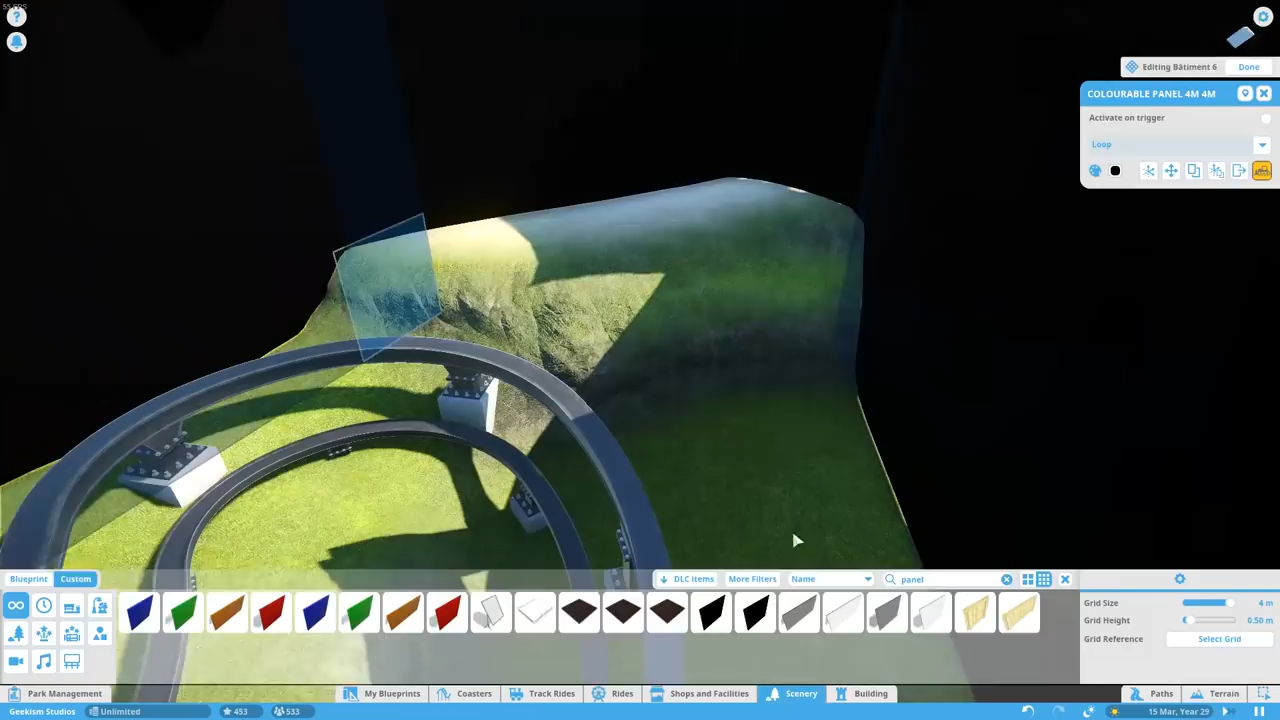 55 FPS
?
Editing Bâtiment 6
Done
COLOURABLE PANEL 4M 4M
Activate on trigger
Loop
Blueprint
Custom
DLC items
More Filters
Name
panel
Grid Size
4 m
Grid Height
0.50 m
Grid Reference
Select Grid
Park Management
My Blueprints
Coasters
Track Rides
Rides
Shops and Facilities
Scenery
Building
Paths
Terrain
Geekism Studios
Unlimited
453
533
15 Mar, Year 29